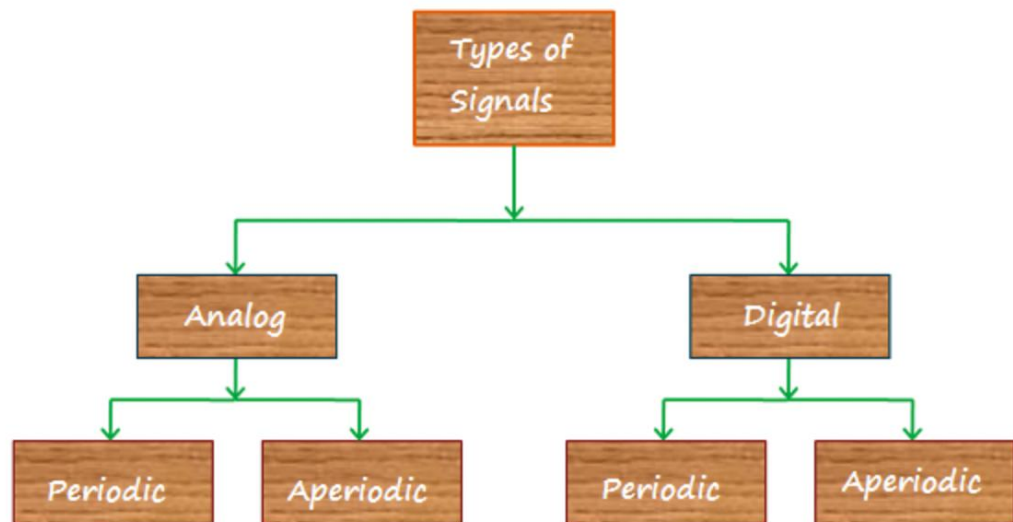 Types of
Signals
Analog
Digital
Periodic
Aperiodic
Periodic
Aperiodic